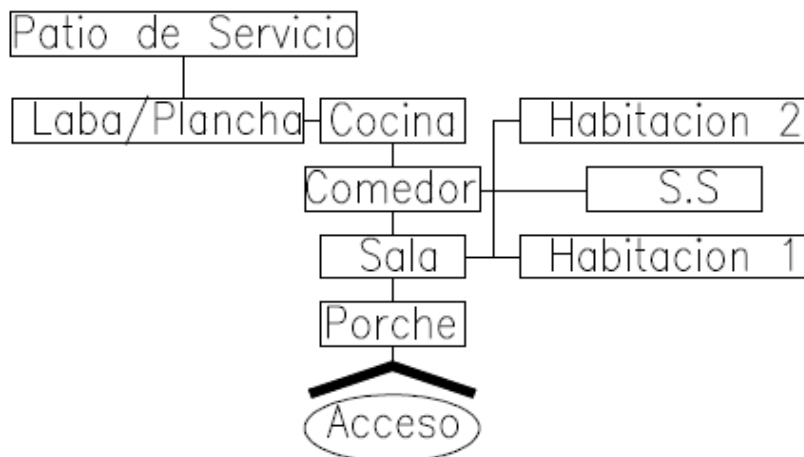 Patio de Servicio
Laba/Plancha
Cocina
Habitacion 2
Comedor
S.S
Sala
Habitacion 1
Porche
Acceso